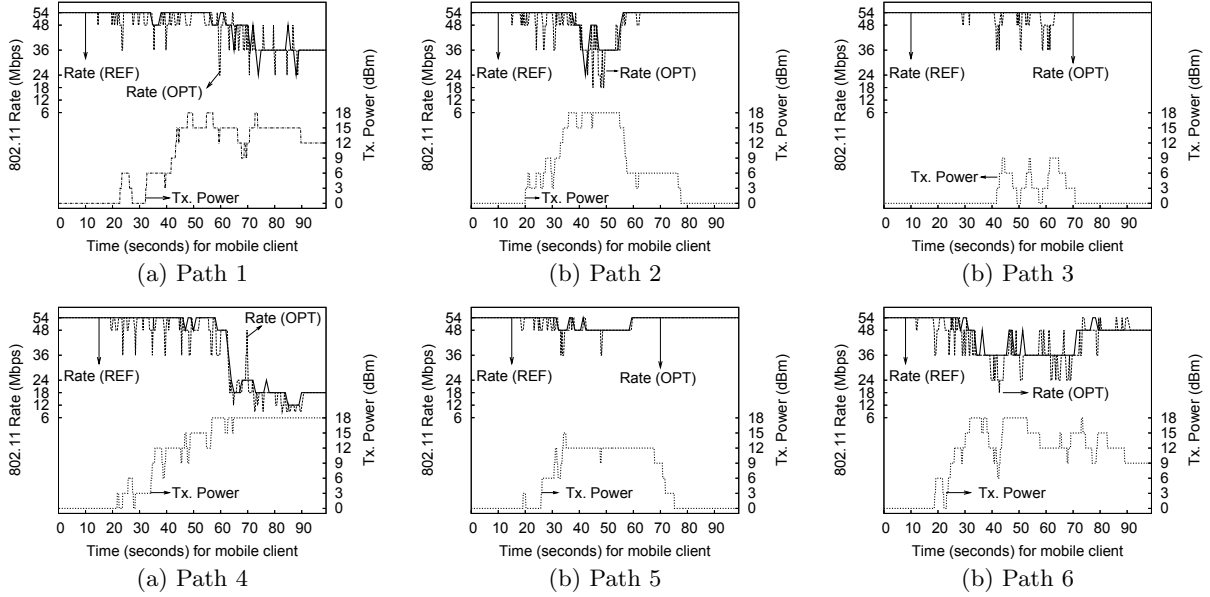 54
48
36
24
18
12
6
802.11 Rate (Mbps)
Rate (REF)
Rate (OPT)
Tx. Power
18
15
12
9
6
3
0
Tx. Power (dBm)
0 10 20 30 40 50 60 70 80 90
Time (seconds) for mobile client
(a) Path 1
54
48
36
24
18
12
6
802.11 Rate (Mbps)
Rate (REF)
Rate (OPT)
Tx. Power
18
15
12
9
6
3
0
Tx. Power (dBm)
0 10 20 30 40 50 60 70 80 90
Time (seconds) for mobile client
(b) Path 2
54
48
36
24
18
12
6
802.11 Rate (Mbps)
Rate (REF)
Rate (OPT)
Tx. Power
18
15
12
9
6
3
0
Tx. Power (dBm)
0 10 20 30 40 50 60 70 80 90
Time (seconds) for mobile client
(b) Path 3
54
48
36
24
18
12
6
802.11 Rate (Mbps)
Rate (OPT)
Rate (REF)
Tx. Power
18
15
12
9
6
3
0
Tx. Power (dBm)
0 10 20 30 40 50 60 70 80 90
Time (seconds) for mobile client
(a) Path 4
54
48
36
24
18
12
6
802.11 Rate (Mbps)
Rate (REF)
Rate (OPT)
Tx. Power
18
15
12
9
6
3
0
Tx. Power (dBm)
0 10 20 30 40 50 60 70 80 90
Time (seconds) for mobile client
(b) Path 5
54
48
36
24
18
12
6
802.11 Rate (Mbps)
Rate (REF)
Rate (OPT)
Tx. Power
18
15
12
9
6
3
0
Tx. Power (dBm)
0 10 20 30 40 50 60 70 80 90
Time (seconds) for mobile client
(b) Path 6